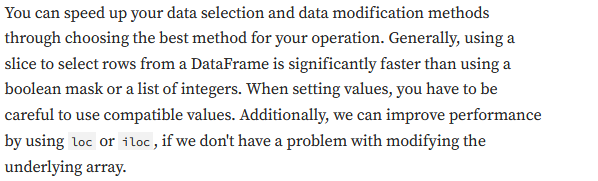 You can speed up your data selection and data modification methods
through choosing the best method for your operation. Generally, using a
slice to select rows from a DataFrame is significantly faster than using a
boolean mask or a list of integers. When setting values, you have to be
careful to use compatible values. Additionally, we can improve performance
by using loc or iloc, if we don't have a problem with modifying the
underlying array.